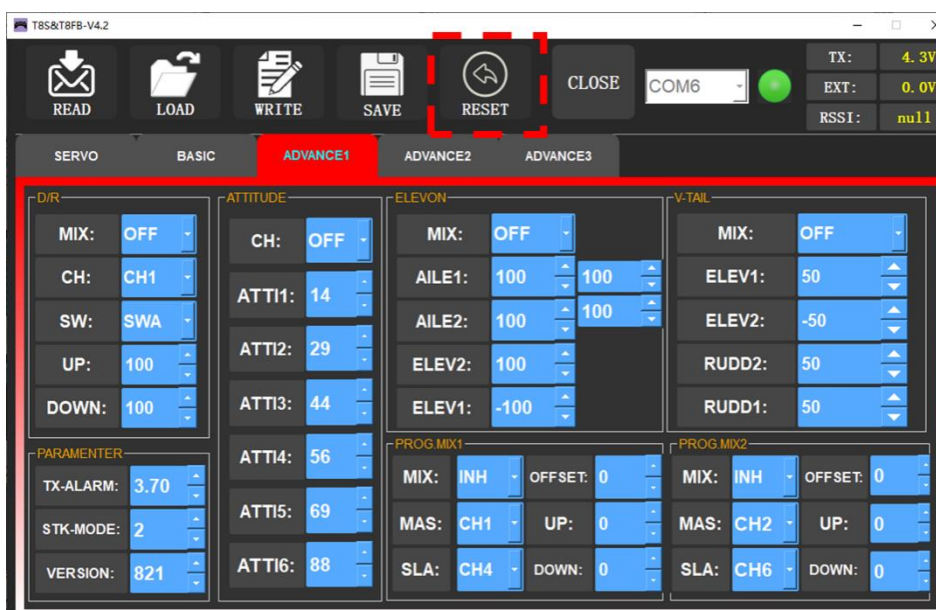 T8S&T8FB-V4.2
READ LOAD WRITE SAVE RESET CLOSE COM6
TX: 4.3V
EXT: 0.0V
RSSI: null
SERVO BASIC ADVANCE1 ADVANCE2 ADVANCE3
D/R
MIX: OFF
CH: CH1
SW: SWA
UP: 100
DOWN: 100
PARAMENTER
TX-ALARM: 3.70
STK-MODE: 2
VERSION: 821
ATTITUDE
CH: OFF
ATTI1: 14
ATTI2: 29
ATTI3: 44
ATTI4: 56
ATTI5: 69
ATTI6: 88
ELEVON
MIX: OFF
AILE1: 100 100
AILE2: 100 100
ELEV2: 100
ELEV1: -100
V-TAIL
MIX: OFF
ELEV1: 50
ELEV2: -50
RUDD2: 50
RUDD1: 50
PROG.MIX1
MIX: INH OFFSET: 0
MAS: CH1 UP: 0
SLA: CH4 DOWN: 0
PROG.MIX2
MIX: INH OFFSET: 0
MAS: CH2 UP: 0
SLA: CH6 DOWN: 0